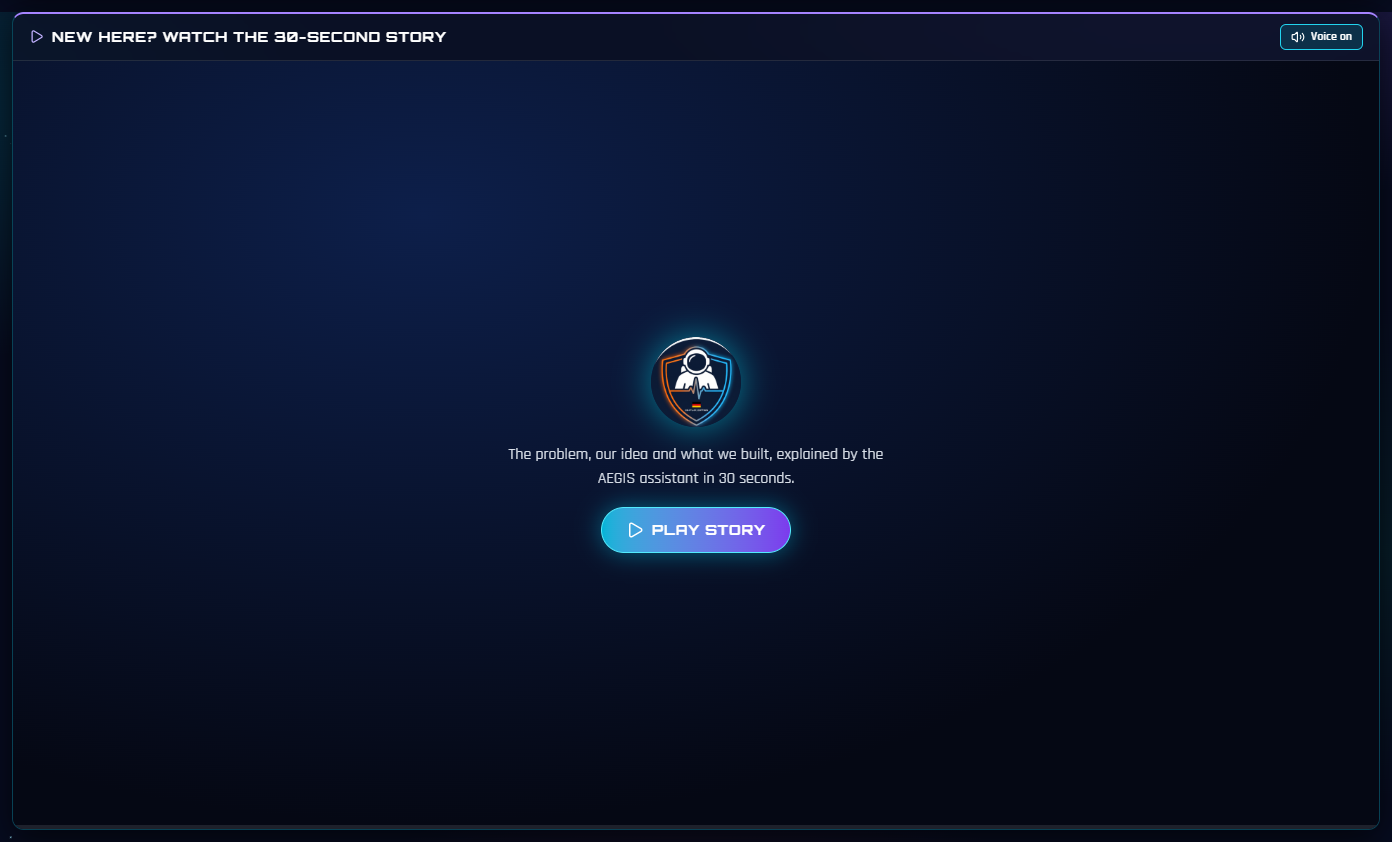 NEW HERE? WATCH THE 30-SECOND STORY
Voice on
The problem, our idea and what we built, explained by the
AEGIS assistant in 30 seconds.
PLAY STORY